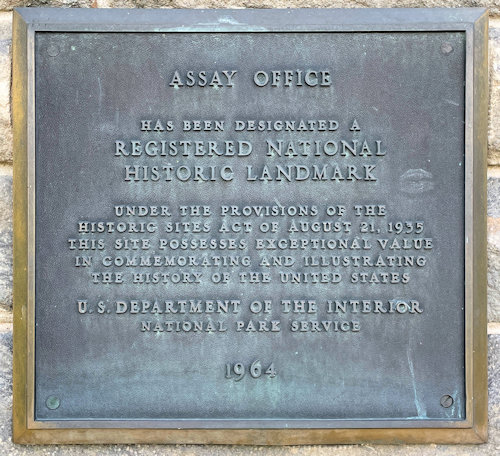 ASSAY OFFICE
HAS BEEN DESIGNATED A
REGISTERED NATIONAL
HISTORIC LANDMARK
UNDER THE PROVISIONS OF THE
HISTORIC SITES ACT OF AUGUST 21, 1935
THIS SITE POSSESSES EXCEPTIONAL VALUE
IN COMMEMORATING AND ILLUSTRATING
THE HISTORY OF THE UNITED STATES
U. S. DEPARTMENT OF THE INTERIOR
NATIONAL PARK SERVICE
1964